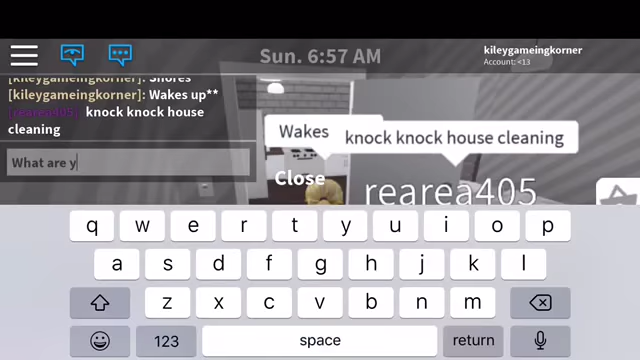 Sun. 6:57 AM
kileygameingkorner
Account: <13
[kileygameingkorner]: Snores
[kileygameingkorner]: Wakes up**
[rearea405]: knock knock house
cleaning
What are y
Wakes
knock knock house cleaning
Close
rearea405
q w e r t y u i o p
a s d f g h j k l
z x c v b n m
123 space return